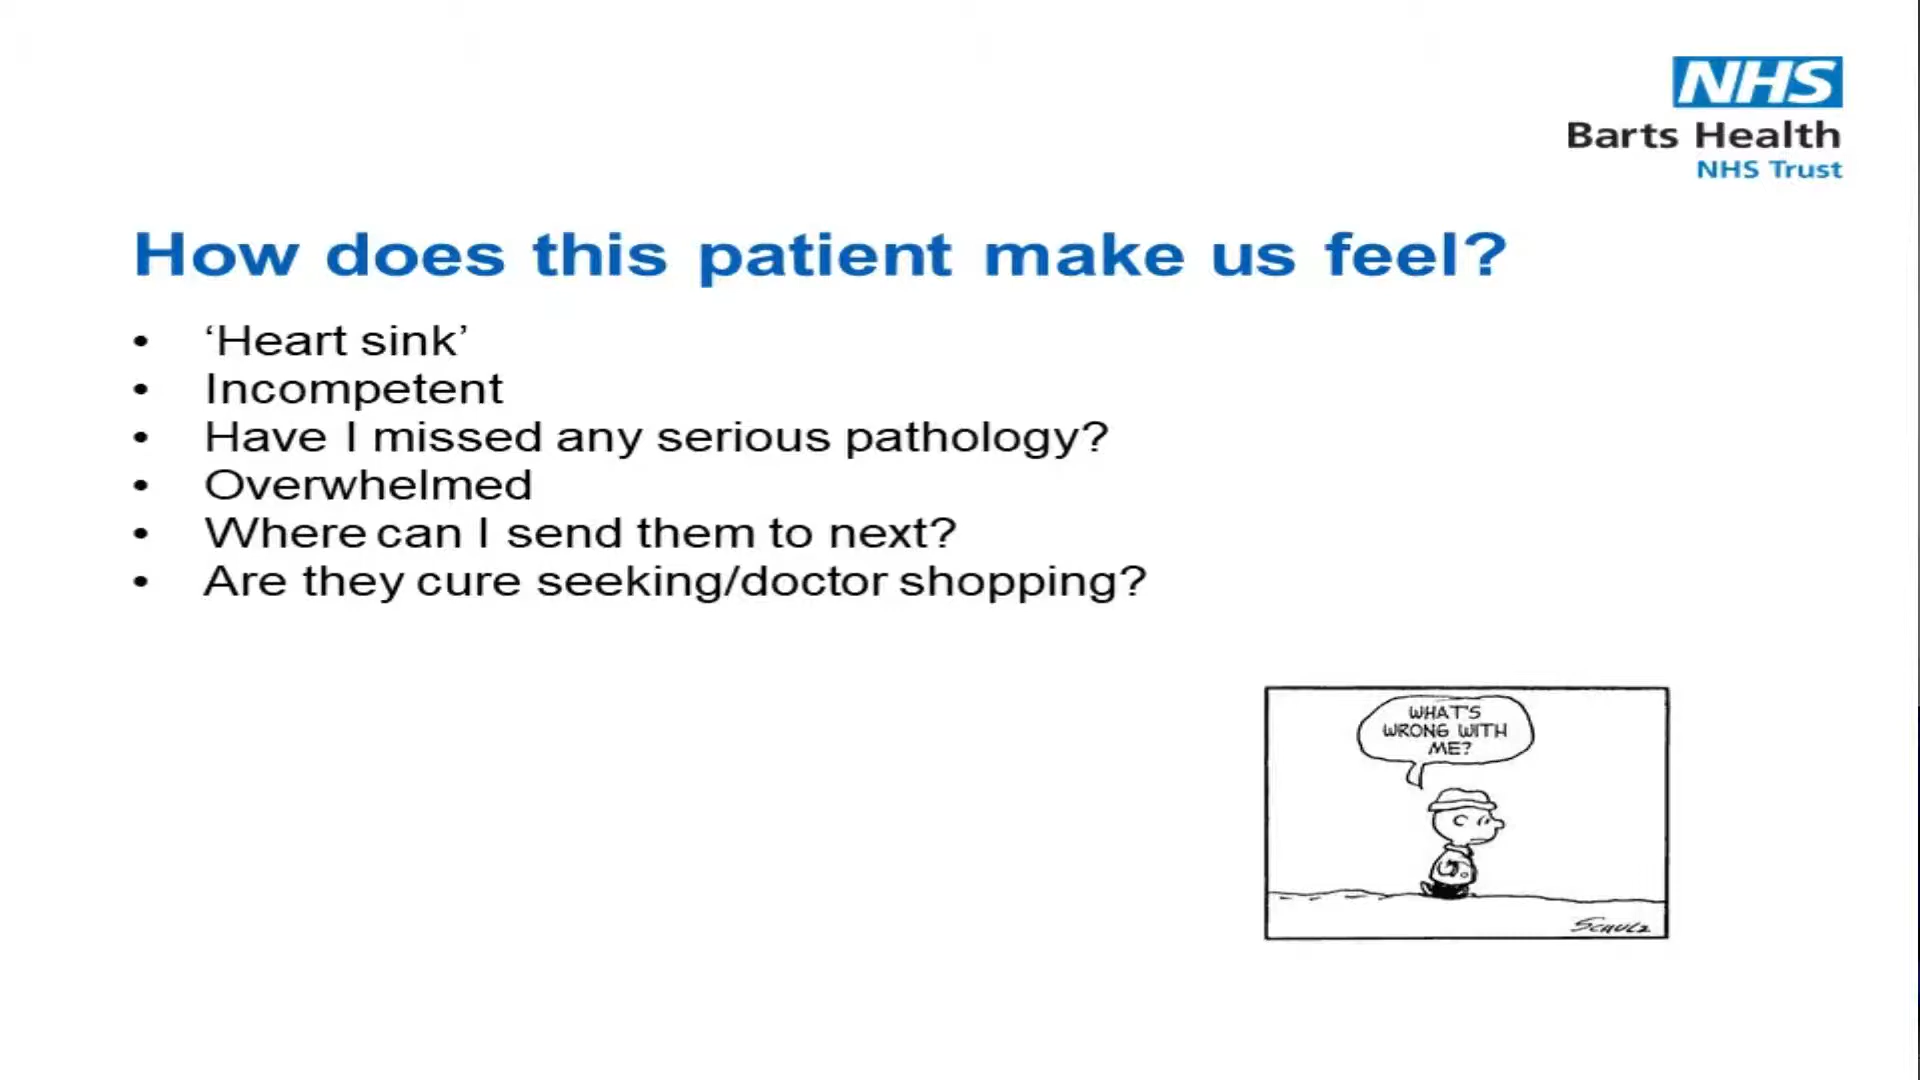 NHS
Barts Health
NHS Trust
How does this patient make us feel?
• ‘Heart sink’
• Incompetent
• Have I missed any serious pathology?
• Overwhelmed
• Where can I send them to next?
• Are they cure seeking/doctor shopping?
WHAT'S
WRONG WITH
ME?
SCHULZ